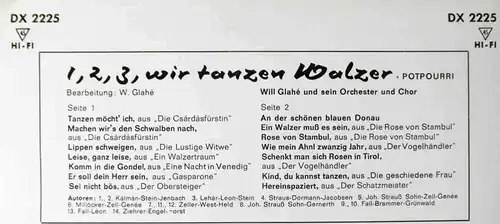 DX 2225
DX 2225
HI-FI
HI-FI
1, 2, 3, wir tanzen Walzer - POTPOURRI
Bearbeitung: W. Glahé
Will Glahé und sein Orchester und Chor
Seite 1
Tanzen möcht' ich, aus „Die Csárdásfürstin"
Machen wir's den Schwalben nach,
aus „Die Csárdásfürstin"
Lippen schweigen, aus „Die Lustige Witwe"
Leise, ganz leise, aus „Ein Walzertraum"
Komm in die Gondel, aus „Eine Nacht in Venedig"
Er soll dein Herr sein, aus „Gasparone"
Sei nicht bös, aus „Der Obersteiger"
Seite 2
An der schönen blauen Donau
Ein Walzer muß es sein, aus „Die Rose von Stambul"
Rose von Stambul, aus „Die Rose von Stambul"
Wie mein Ahnl zwanzig Jahr, aus „Der Vogelhändler"
Schenkt man sich Rosen in Tirol,
aus „Der Vogelhändler"
Kind, du kannst tanzen, aus „Die geschiedene Frau"
Hereinspaziert, aus „Der Schatzmeister"
Autoren: 1., 2. Kálmán-Stein-Jenbach 3. Lehár-Leon-Stein 4. Straus-Dormann-Jacobsen 5. Joh. Strauß Sohn-Zell-Genée
6. Millöcker-Zell-Genée 7., 11., 12. Zeller-West-Held 8. Joh. Strauß Sohn-Gernerth 9., 10. Fall-Brammer-Grünwald
13. Fall-Léon 14. Ziehrer-Engel-Horst